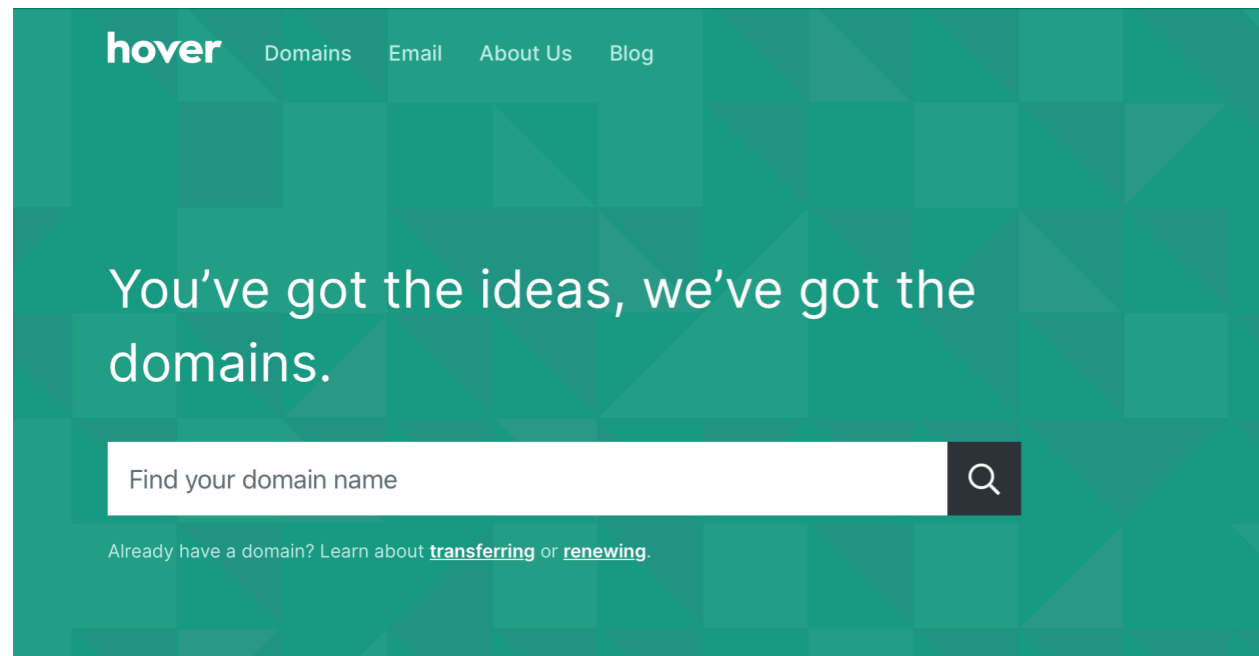 hover Domains Email About Us Blog
You’ve got the ideas, we’ve got the
domains.
Find your domain name
Already have a domain? Learn about transferring or renewing.